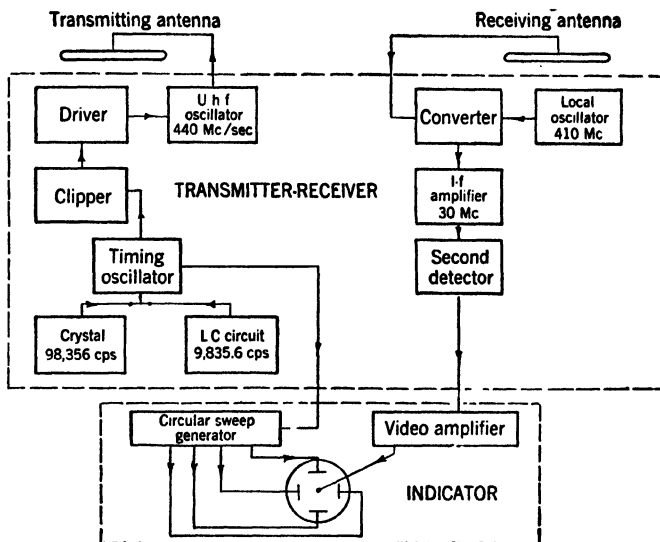 Transmitting antenna
Receiving antenna
Driver
U h f
oscillator
440 Mc/sec
Converter
Local
oscillator
410 Mc
Clipper
TRANSMITTER-RECEIVER
I-f
amplifier
30 Mc
Timing
oscillator
Second
detector
Crystal
98,356 cps
L C circuit
9,835.6 cps
Circular sweep
generator
Video amplifier
INDICATOR